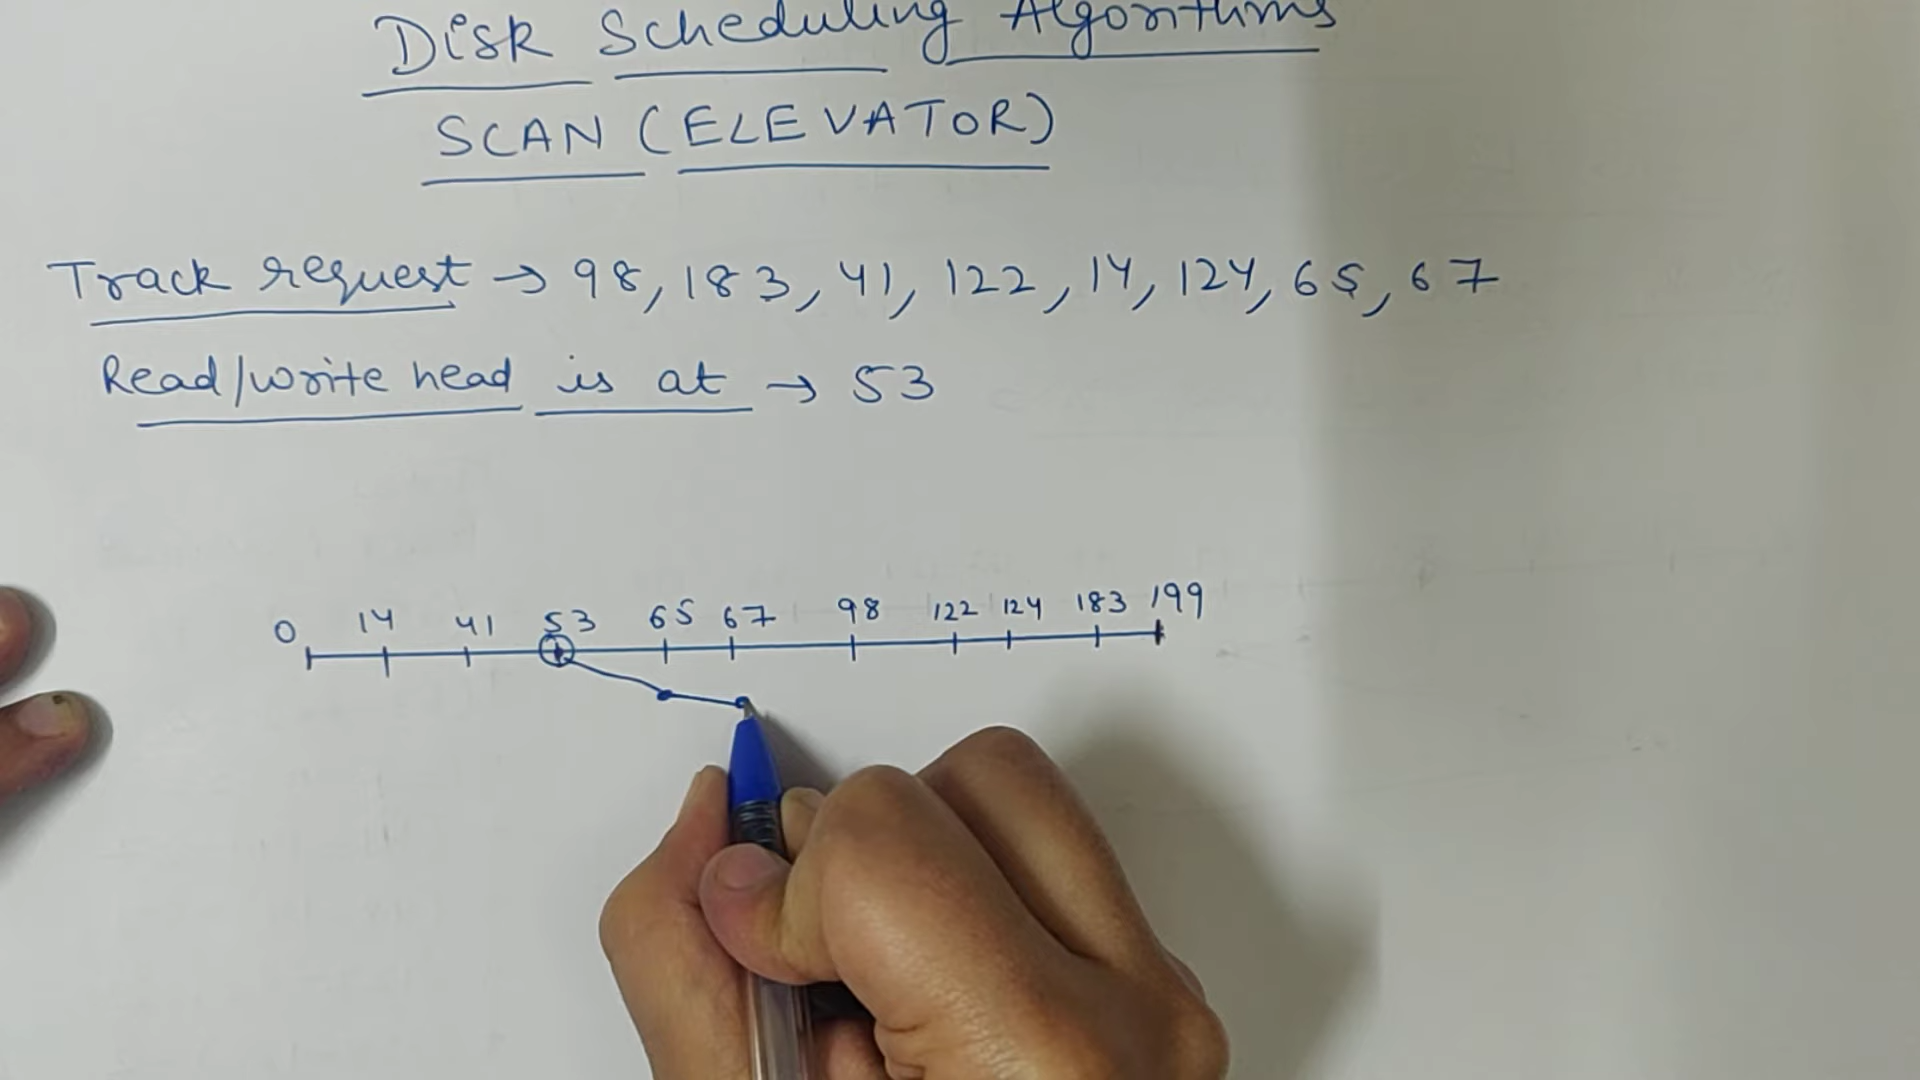 Disk Scheduling Algorithms
SCAN (ELEVATOR)
Track request → 98, 183, 41, 122, 14, 124, 65, 67
Read/write head is at → 53
0 14 41 53 65 67 98 122 124 183 199